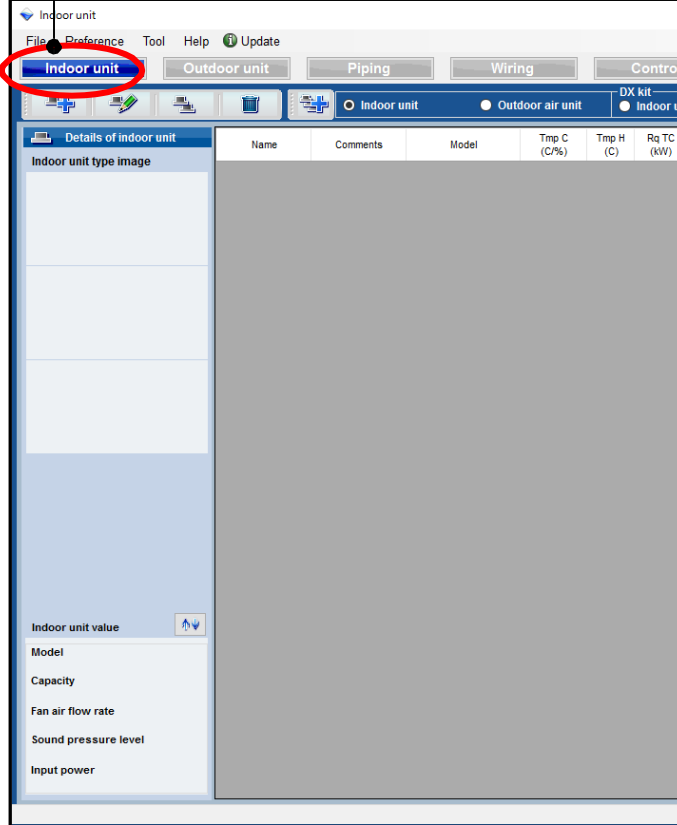 Indoor unit
File Preference Tool Help Update
Indoor unit Outdoor unit Piping Wiring Contro
Indoor unit Outdoor air unit DX kit Indoor u
Details of indoor unit
Indoor unit type image
Name Comments Model Tmp C (C/%) Tmp H (C) Rq TC (kW)
Indoor unit value
Model
Capacity
Fan air flow rate
Sound pressure level
Input power